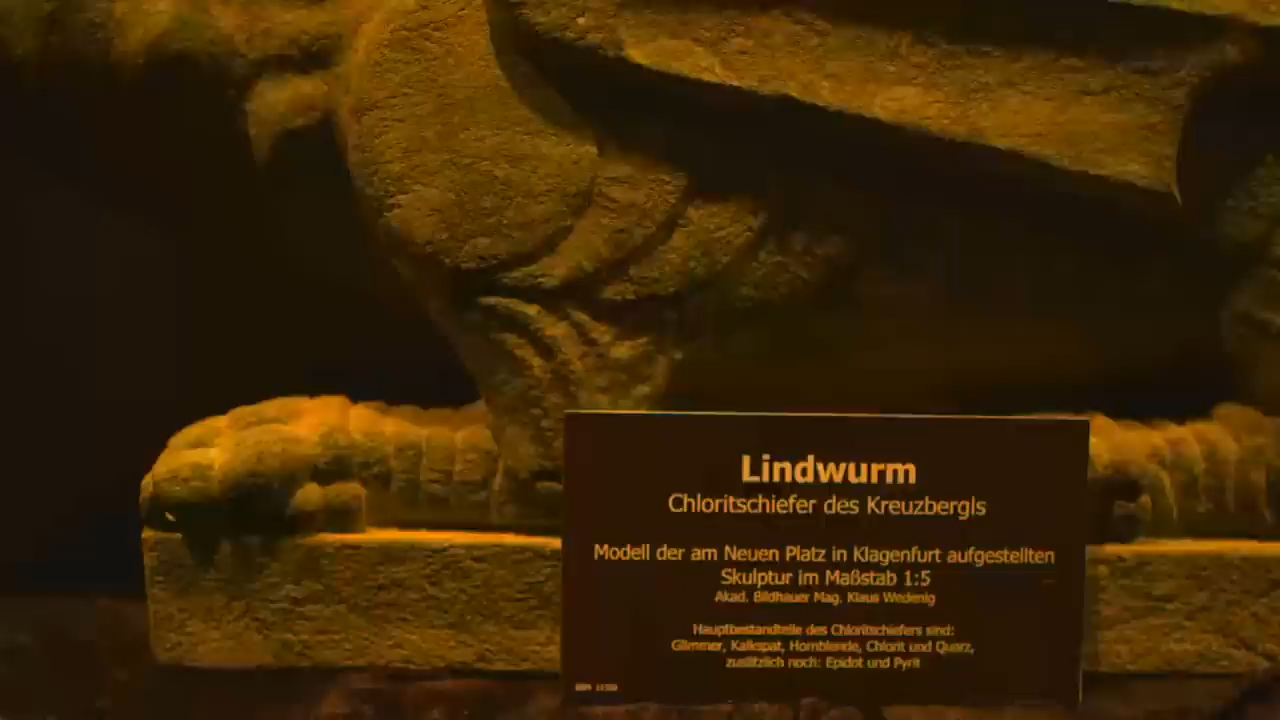 Lindwurm
Chloritschiefer des Kreuzbergls
Modell der am Neuen Platz in Klagenfurt aufgestellten
Skulptur im Maßstab 1:5
Akad. Bildhauer Mag. Klaus Wedenig
Hauptbestandteile des Chloritschiefers sind:
Glimmer, Kalkspat, Hornblende, Chlorit und Quarz,
zusätzlich noch: Epidot und Pyrit